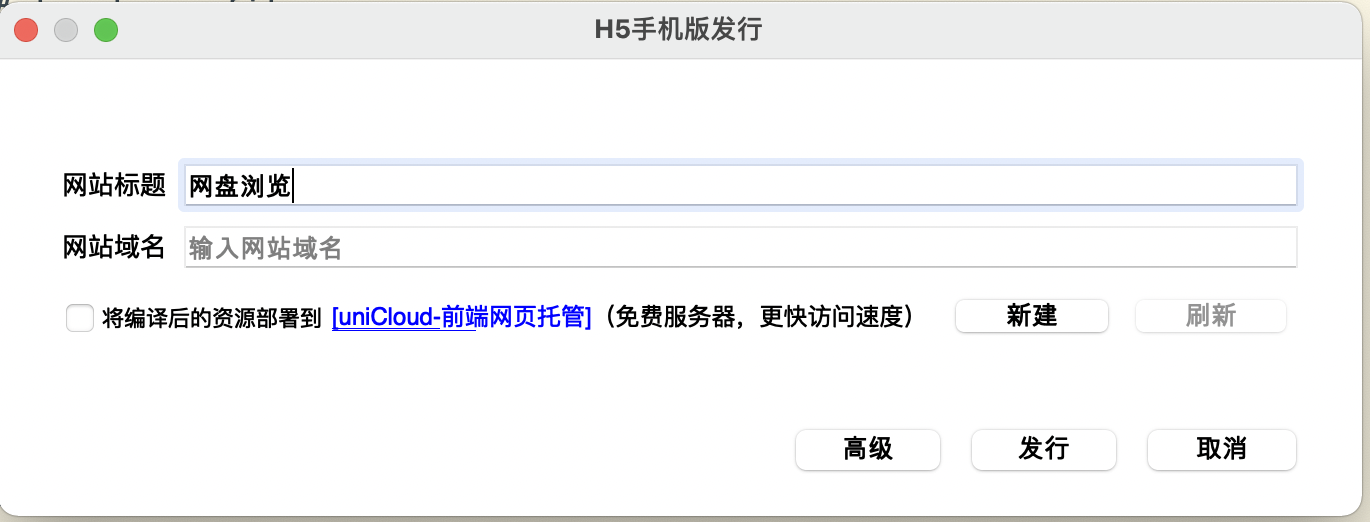 H5手机版发行
网站标题 网盘浏览
网站域名 输入网站域名
将编译后的资源部署到 [uniCloud-前端网页托管]（免费服务器，更快访问速度） 新建 刷新
高级 发行 取消